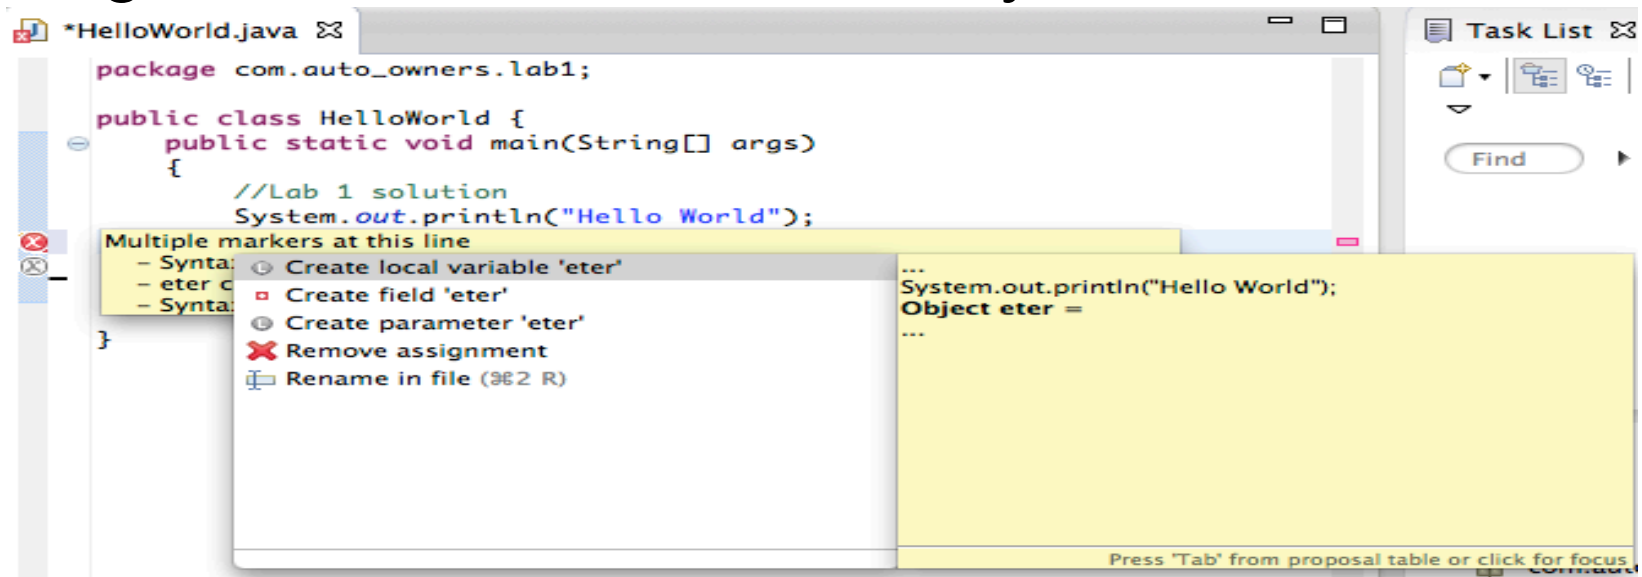 *HelloWorld.java
Task List
package com.auto_owners.lab1;
public class HelloWorld {
public static void main(String[] args)
{
//Lab 1 solution
System.out.println("Hello World");
Find
Multiple markers at this line
- Synta
- eter c
- Synta
}
Create local variable 'eter'
Create field 'eter'
Create parameter 'eter'
Remove assignment
Rename in file (⌘2 R)
...
System.out.println("Hello World");
Object eter =
...
Press 'Tab' from proposal table or click for focus